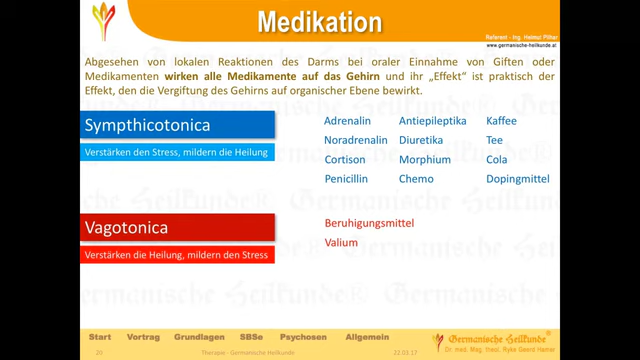 Medikation
Referent - Ing. Helmut Pilhar
www.germanische-heilkunde.at
Abgesehen von lokalen Reaktionen des Darms bei oraler Einnahme von Giften oder
Medikamenten wirken alle Medikamente auf das Gehirn und ihr „Effekt“ ist praktisch der
Effekt, den die Vergiftung des Gehirns auf organischer Ebene bewirkt.
Sympthicotonica
Verstärken den Stress, mildern die Heilung
Adrenalin Antiepileptika Kaffee
Noradrenalin Diuretika Tee
Cortison Morphium Cola
Penicillin Chemo Dopingmittel
Vagotonica
Verstärken die Heilung, mildern den Stress
Beruhigungsmittel
Valium
Start Vortrag Grundlagen SBSe Psychosen Allgemein
20 Therapie - Germanische Heilkunde 22.03.17
Germanische Heilkunde®
Dr. med. Mag. theol. Ryke Geerd Hamer